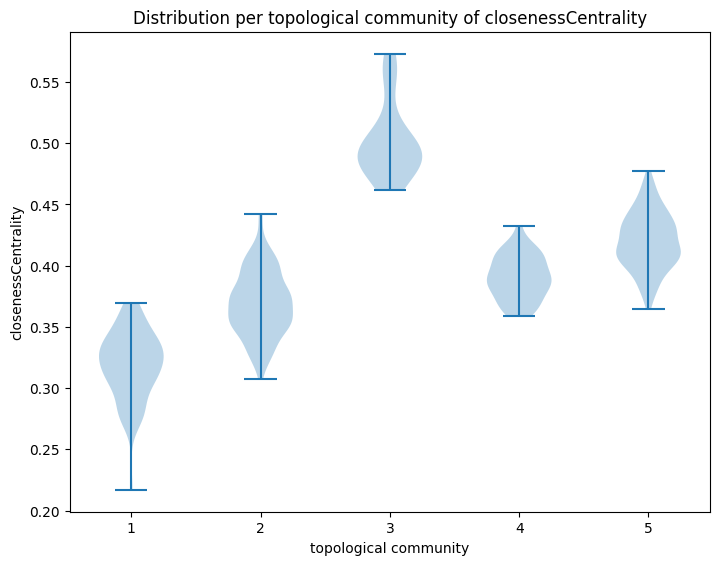 Distribution per topological community of closenessCentrality
closenessCentrality
0.55
0.50
0.45
0.40
0.35
0.30
0.25
0.20
1 2 3 4 5
topological community